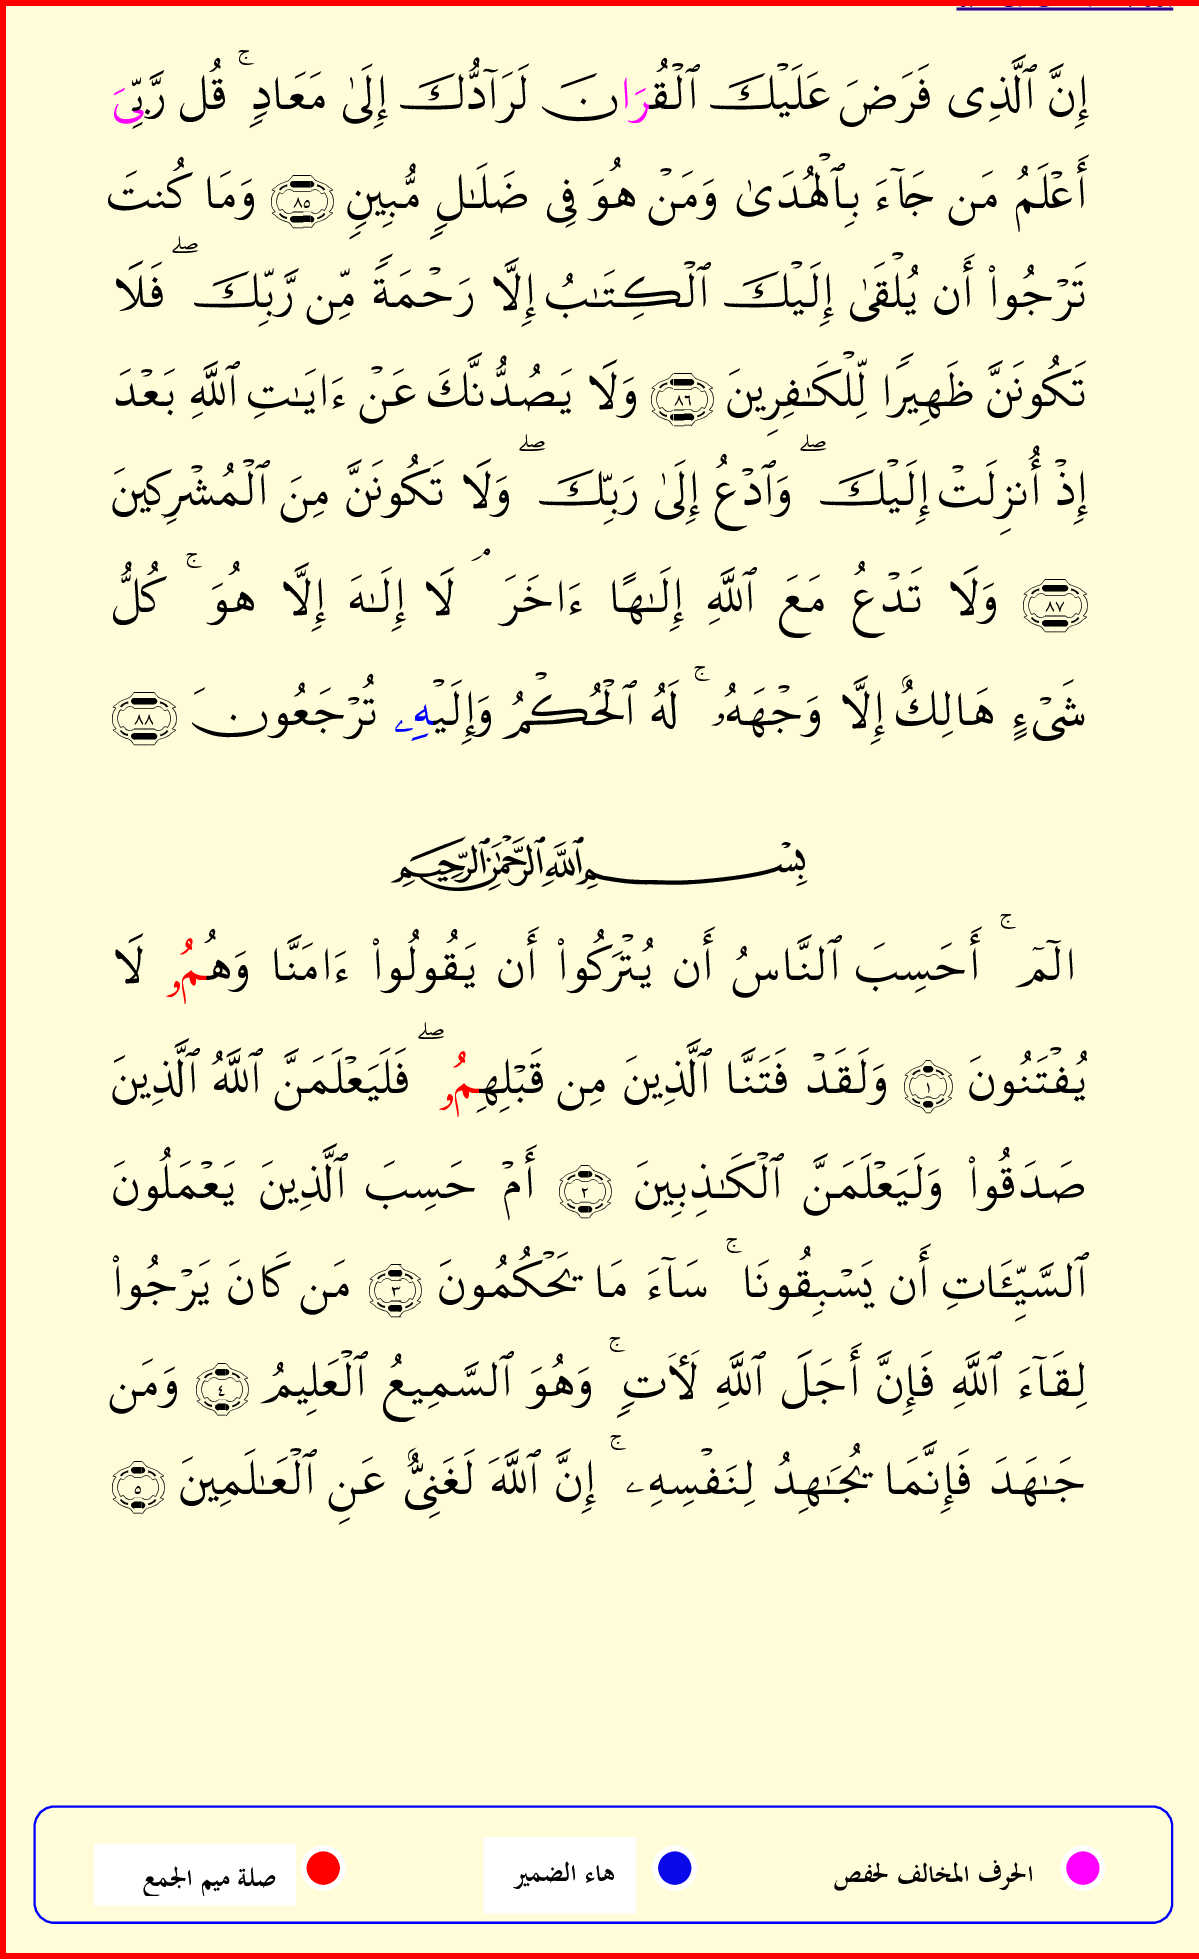 إِنَّ ٱلَّذِى فَرَضَ عَلَيْكَ ٱلْقُرَانَ لَرَآدُّكَ إِلَىٰ مَعَادٍ ۚ قُل رَّبِّىَ
أَعْلَمُ مَن جَآءَ بِٱلْهُدَىٰ وَمَنْ هُوَ فِى ضَلَـٰلٍ مُّبِينٍ ٨٥ وَمَا كُنتَ
تَرْجُوا۟ أَن يُلْقَىٰ إِلَيْكَ ٱلْكِتَـٰبُ إِلَّا رَحْمَةً مِّن رَّبِّكَ ۖ فَلَا
تَكُونَنَّ ظَهِيرًا لِّلْكَـٰفِرِينَ ٨٦ وَلَا يَصُدُّنَّكَ عَنْ ءَايَـٰتِ ٱللَّهِ بَعْدَ
إِذْ أُنزِلَتْ إِلَيْكَ ۖ وَٱدْعُ إِلَىٰ رَبِّكَ ۖ وَلَا تَكُونَنَّ مِنَ ٱلْمُشْرِكِينَ
٨٧ وَلَا تَدْعُ مَعَ ٱللَّهِ إِلَـٰهًا ءَاخَرَ ۘ لَا إِلَـٰهَ إِلَّا هُوَ ۚ كُلُّ
شَىْءٍ هَالِكٌ إِلَّا وَجْهَهُۥ ۚ لَهُ ٱلْحُكْمُ وَإِلَيْهِۦ تُرْجَعُونَ ٨٨
بِسْمِ ٱللَّهِ ٱلرَّحْمَـٰنِ ٱلرَّحِيمِ
الٓمٓ ۚ أَحَسِبَ ٱلنَّاسُ أَن يُتْرَكُوا۟ أَن يَقُولُوا۟ ءَامَنَّا وَهُمُۥ لَا
يُفْتَنُونَ ١ وَلَقَدْ فَتَنَّا ٱلَّذِينَ مِن قَبْلِهِمُۥ ۖ فَلَيَعْلَمَنَّ ٱللَّهُ ٱلَّذِينَ
صَدَقُوا۟ وَلَيَعْلَمَنَّ ٱلْكَـٰذِبِينَ ٢ أَمْ حَسِبَ ٱلَّذِينَ يَعْمَلُونَ
ٱلسَّيِّـَٔاتِ أَن يَسْبِقُونَا ۚ سَآءَ مَا يَحْكُمُونَ ٣ مَن كَانَ يَرْجُوا۟
لِقَآءَ ٱللَّهِ فَإِنَّ أَجَلَ ٱللَّهِ لَـَٔاتٍ ۚ وَهُوَ ٱلسَّمِيعُ ٱلْعَلِيمُ ٤ وَمَن
جَـٰهَدَ فَإِنَّمَا يُجَـٰهِدُ لِنَفْسِهِۦ ۚ إِنَّ ٱللَّهَ لَغَنِىٌّ عَنِ ٱلْعَـٰلَمِينَ ٥
الحرف المخالف لحفص هاء الضمير صلة ميم الجمع